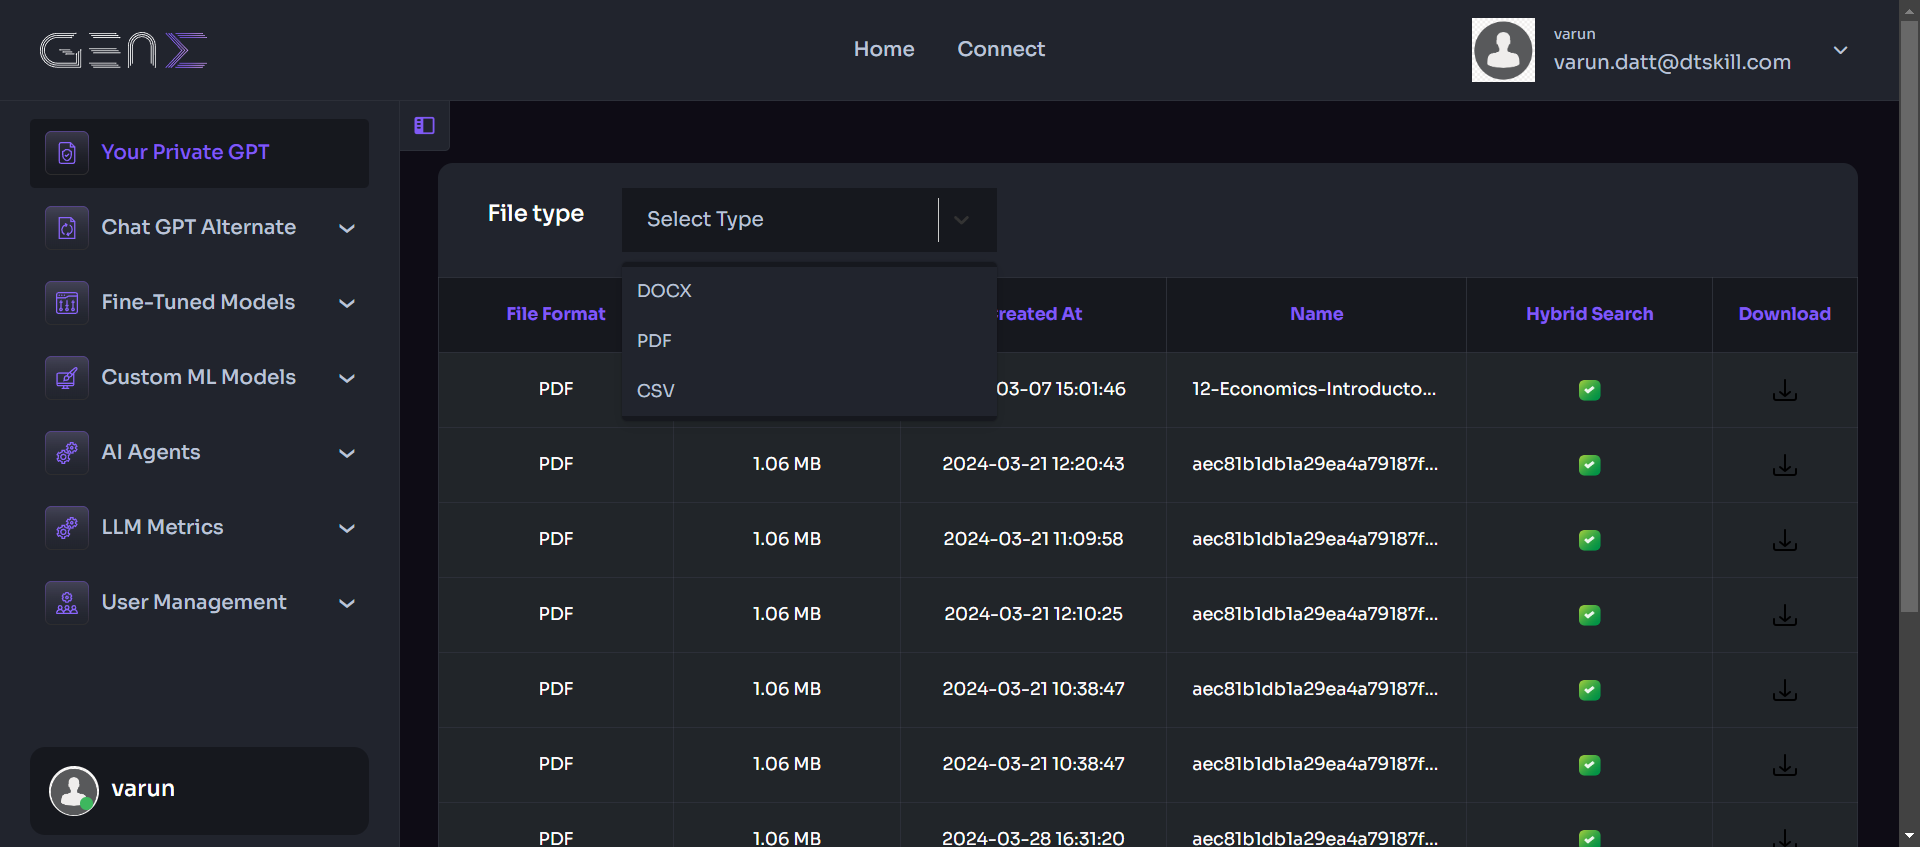 GENΣ
Home Connect
varun
varun.datt@dtskill.com
Your Private GPT
Chat GPT Alternate
Fine-Tuned Models
Custom ML Models
AI Agents
LLM Metrics
User Management
varun
File type Select Type
DOCX
PDF
CSV
File Format reated At Name Hybrid Search Download
PDF 03-07 15:01:46 12-Economics-Introducto...
PDF 1.06 MB 2024-03-21 12:20:43 aec81b1db1a29ea4a79187f...
PDF 1.06 MB 2024-03-21 11:09:58 aec81b1db1a29ea4a79187f...
PDF 1.06 MB 2024-03-21 12:10:25 aec81b1db1a29ea4a79187f...
PDF 1.06 MB 2024-03-21 10:38:47 aec81b1db1a29ea4a79187f...
PDF 1.06 MB 2024-03-21 10:38:47 aec81b1db1a29ea4a79187f...
PDF 1.06 MB 2024-03-28 16:31:20 aec81b1db1a29ea4a79187f...